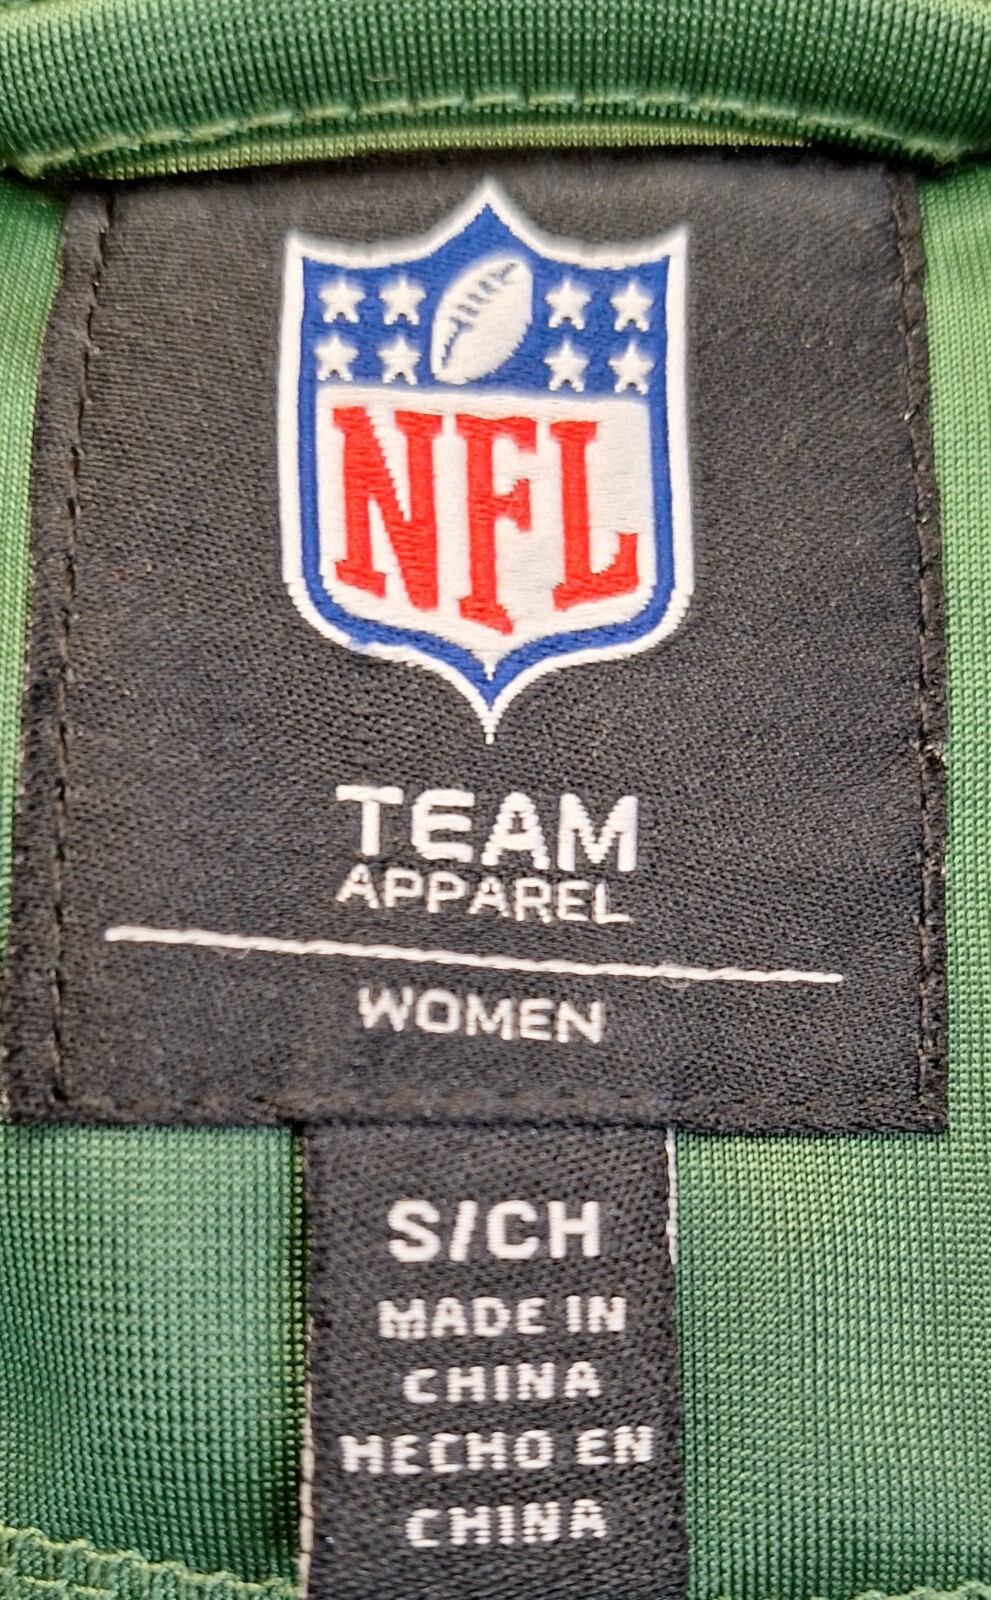 NFL
TEAM
APPAREL
WOMEN
S/CH
MADE IN
CHINA
HECHO EN
CHINA